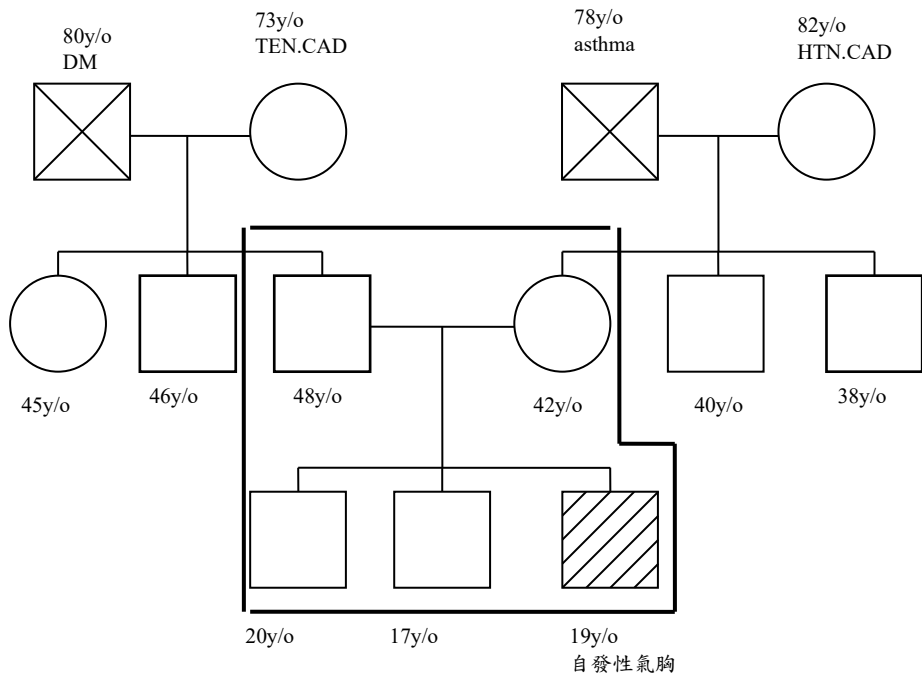 80y/o
DM
73y/o
TEN.CAD
78y/o
asthma
82y/o
HTN.CAD
45y/o
46y/o
48y/o
42y/o
40y/o
38y/o
20y/o
17y/o
19y/o
自發性氣胸